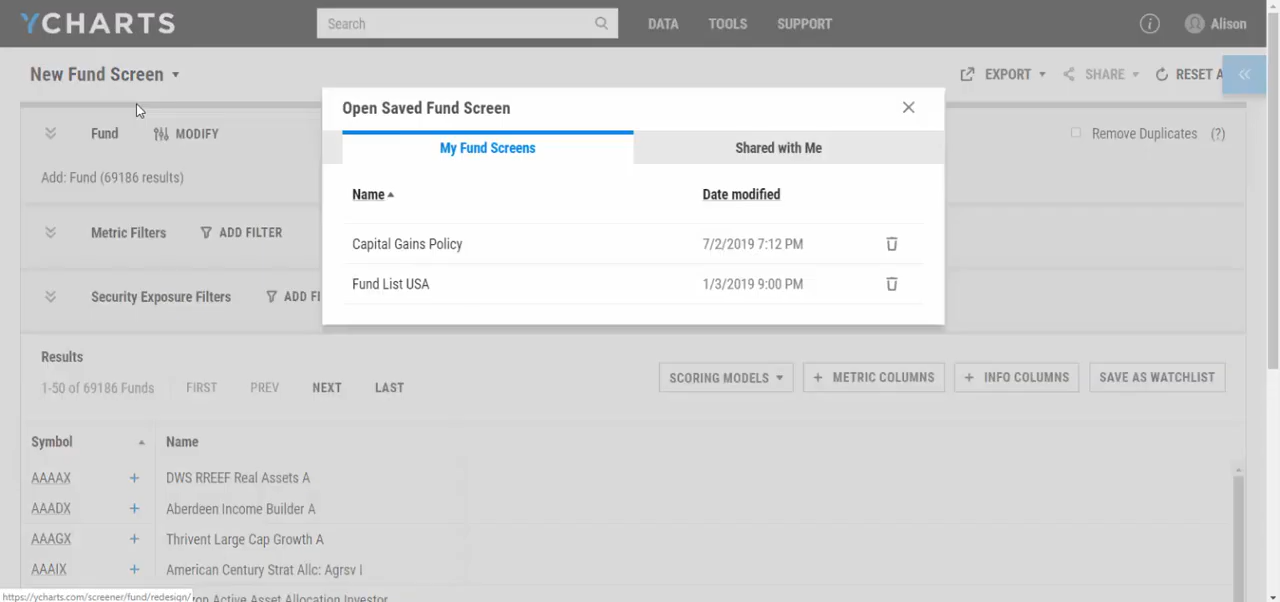 YCHARTS
Search
DATA TOOLS SUPPORT
Alison
New Fund Screen
EXPORT SHARE RESET A
Open Saved Fund Screen
My Fund Screens Shared with Me
Name Date modified
Capital Gains Policy 7/2/2019 7:12 PM
Fund List USA 1/3/2019 9:00 PM
Fund MODIFY
Remove Duplicates (?)
Add: Fund (69186 results)
Metric Filters ADD FILTER
Security Exposure Filters ADD FI
Results
1-50 of 69186 Funds FIRST PREV NEXT LAST
SCORING MODELS + METRIC COLUMNS + INFO COLUMNS SAVE AS WATCHLIST
Symbol Name
AAAAX + DWS RREEF Real Assets A
AAADX + Aberdeen Income Builder A
AAAGX + Thrivent Large Cap Growth A
AAAIX + American Century Strat Allc: Agrsv I
Active Asset Allocation Investor
https://ycharts.com/screener/fund/redesign/